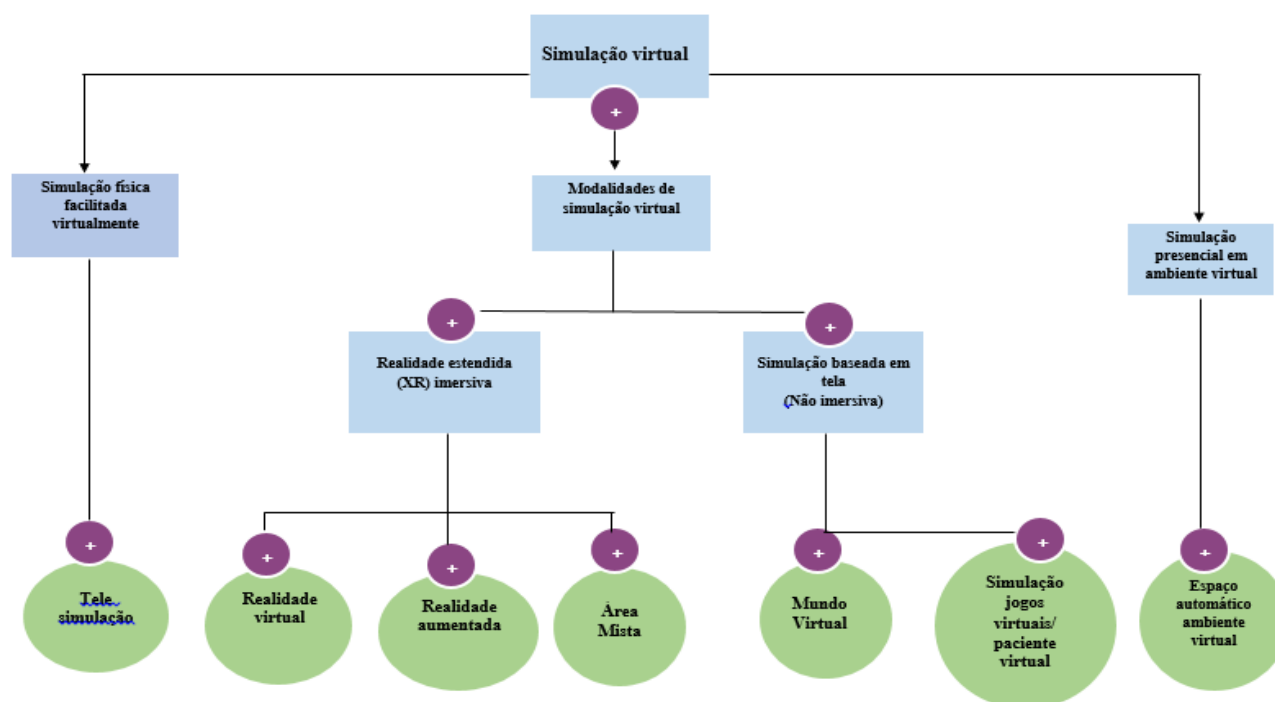 Simulação virtual
+
Simulação física
facilitada
virtualmente
Modalidades de
simulação virtual
Simulação
presencial em
ambiente virtual
+
+
Realidade estendida
(XR) imersiva
Simulação baseada em
tela
(Não imersiva)
+
+
+
+
+
+
+
Tele
simulação
Realidade
virtual
Realidade
aumentada
Área
Mista
Mundo
Virtual
Simulação
jogos
virtuais/
paciente
virtual
Espaço
automático
ambiente
virtual